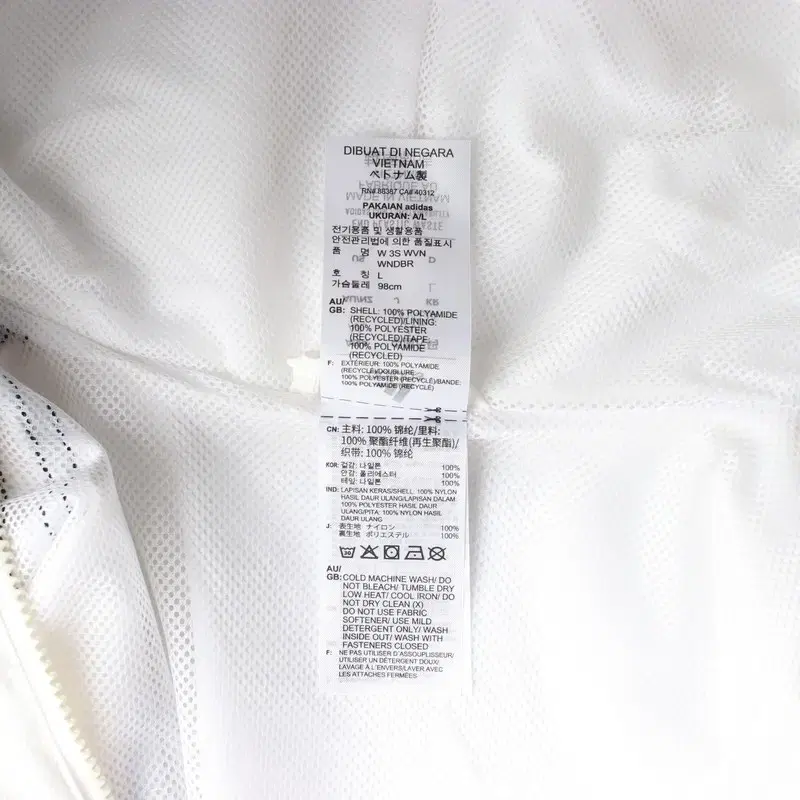 DIBUAT DI NEGARA
VIETNAM
ベトナム製
RN# 88387 CA# 40312
PAKAIAN adidas
UKURAN: A/L
전기용품 및 생활용품
안전관리법에 의한 품질표시
품 명 W 3S WVN
WNDBR
호 칭 L
가슴둘레 98cm
AU/
GB: SHELL: 100% POLYAMIDE
(RECYCLED)/LINING:
100% POLYESTER
(RECYCLED)/TAPE:
100% POLYAMIDE
(RECYCLED)
F: EXTÉRIEUR: 100% POLYAMIDE
(RECYCLÉ)/DOUBLURE:
100% POLYESTER (RECYCLÉ)/BANDE:
100% POLYAMIDE (RECYCLÉ)
CN: 主料: 100% 锦纶/里料:
100% 聚酯纤维(再生聚酯)/
织带: 100% 锦纶
KOR: 겉감: 나일론 100%
안감: 폴리에스터 100%
테잎: 나일론 100%
IND: LAPISAN KERAS/SHELL: 100% NYLON
HASIL DAUR ULANG/LAPISAN DALAM:
100% POLYESTER HASIL DAUR
ULANG/PITA: 100% NYLON HASIL
DAUR ULANG
J: 表生地 ナイロン 100%
裏生地 ポリエステル 100%
AU/
GB: COLD MACHINE WASH/ DO
NOT BLEACH/ TUMBLE DRY
LOW HEAT/ COOL IRON/ DO
NOT DRY CLEAN (X)
DO NOT USE FABRIC
SOFTENER/ USE MILD
DETERGENT ONLY/ WASH
INSIDE OUT/ WASH WITH
FASTENERS CLOSED
F: NE PAS UTILISER D'ASSOUPLISSEUR/
UTILISER UN DÉTERGENT DOUX/
LAVAGE À L'ENVERS/LAVER AVEC
LES ATTACHES FERMÉES